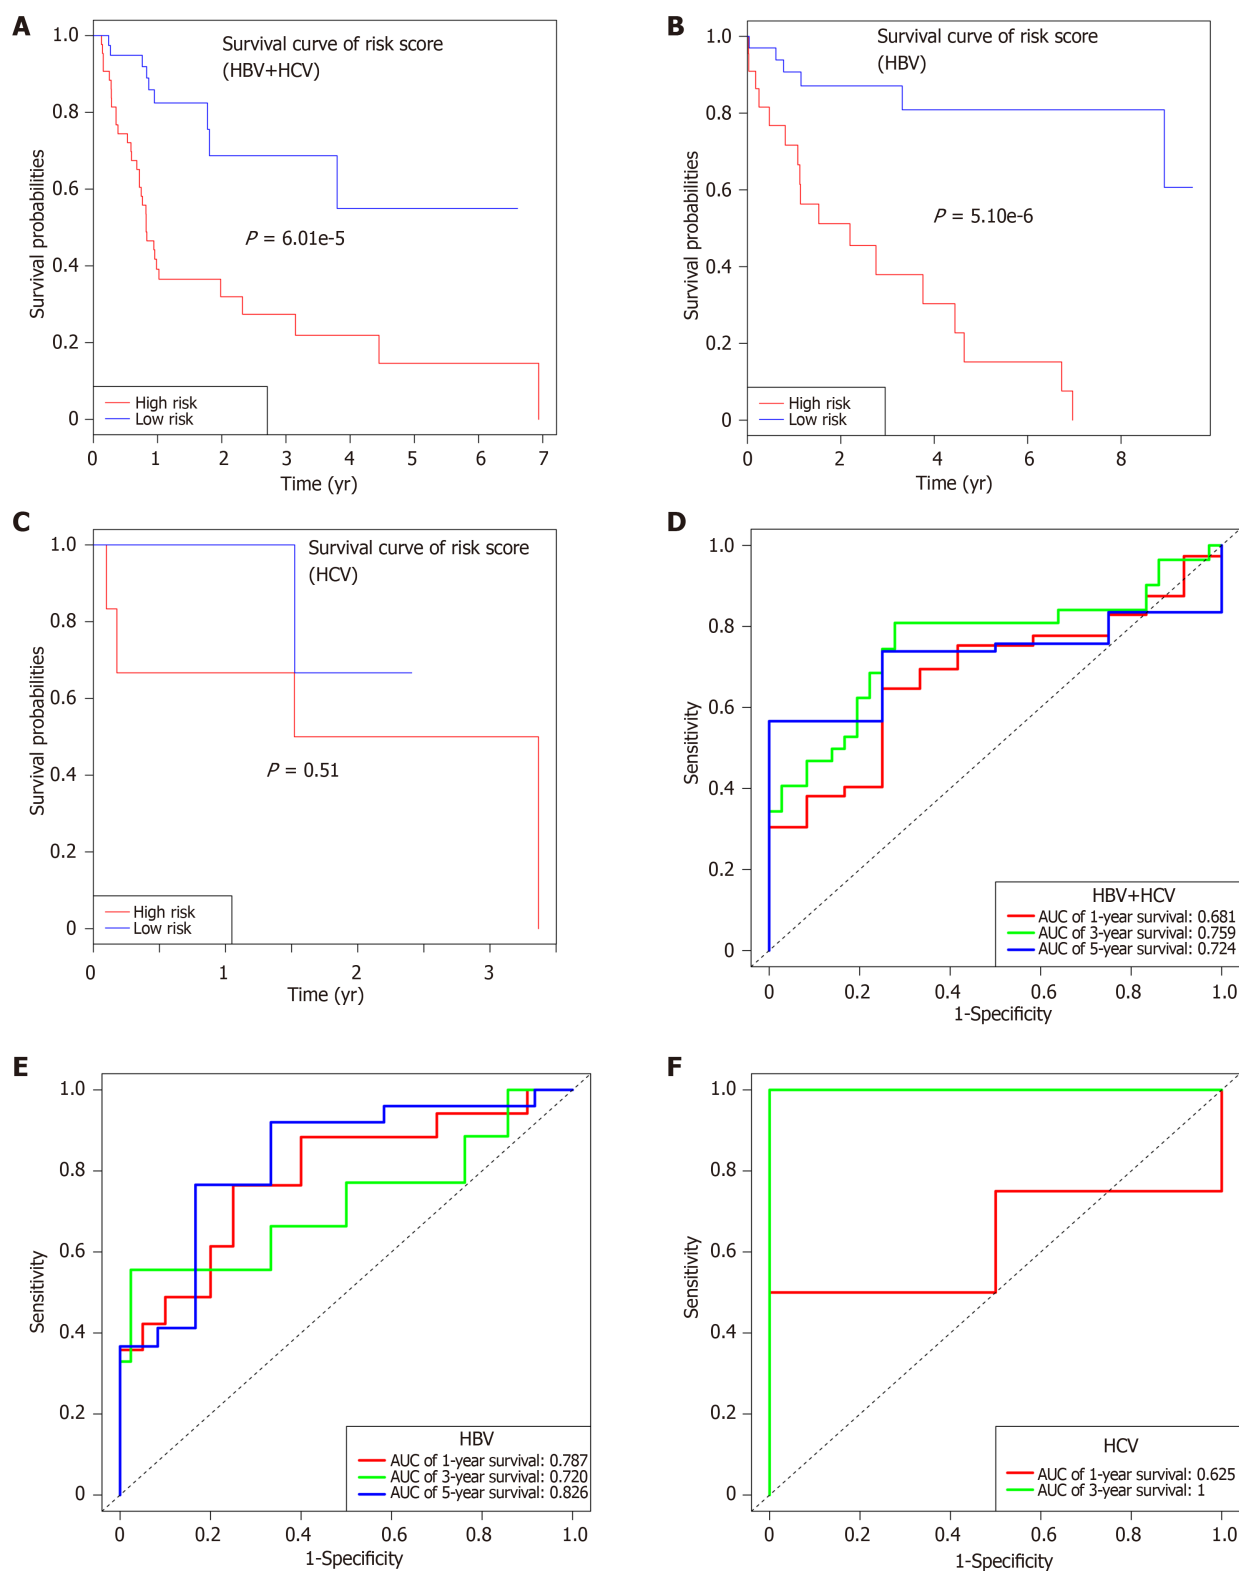 A
Survival curve of risk score
(HBV+HCV)
1.0
0.8
0.6
0.4
0.2
0
Survival probabilities
P = 6.01e-5
High risk
Low risk
0 1 2 3 4 5 6 7
Time (yr)
B
Survival curve of risk score
(HBV)
1.0
0.8
0.6
0.4
0.2
0
Survival probabilities
P = 5.10e-6
High risk
Low risk
0 2 4 6 8
Time (yr)
C
Survival curve of risk score
(HCV)
1.0
0.8
0.6
0.4
0.2
0
Survival probabilities
P = 0.51
High risk
Low risk
0 1 2 3
Time (yr)
D
1.0
0.8
0.6
0.4
0.2
0
Sensitivity
HBV+HCV
AUC of 1-year survival: 0.681
AUC of 3-year survival: 0.759
AUC of 5-year survival: 0.724
0 0.2 0.4 0.6 0.8 1.0
1-Specificity
E
1.0
0.8
0.6
0.4
0.2
0
Sensitivity
HBV
AUC of 1-year survival: 0.787
AUC of 3-year survival: 0.720
AUC of 5-year survival: 0.826
0 0.2 0.4 0.6 0.8 1.0
1-Specificity
F
1.0
0.8
0.6
0.4
0.2
0
Sensitivity
HCV
AUC of 1-year survival: 0.625
AUC of 3-year survival: 1
0 0.2 0.4 0.6 0.8 1.0
1-Specificity